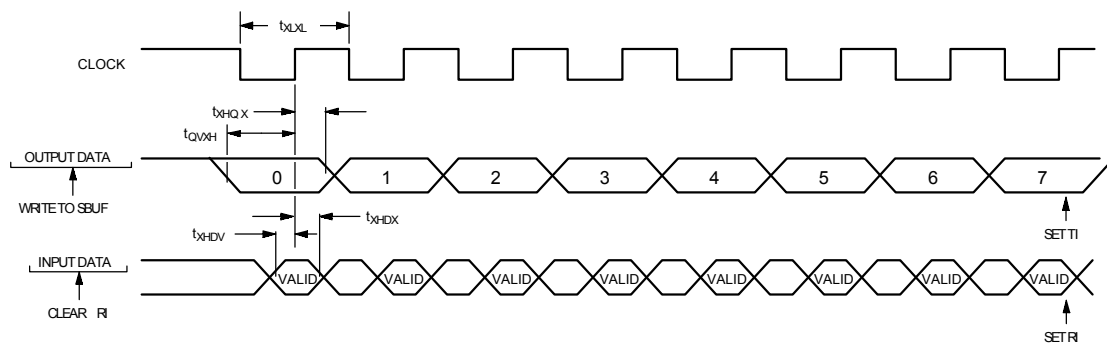 tXLXL
CLOCK
tXHQX
tQVXH
OUTPUT DATA
0 1 2 3 4 5 6 7
WRITE TO SBUF
tXHDX
tXHDV
SET TI
INPUT DATA
VALID VALID VALID VALID VALID VALID VALID VALID
CLEAR RI
SET RI